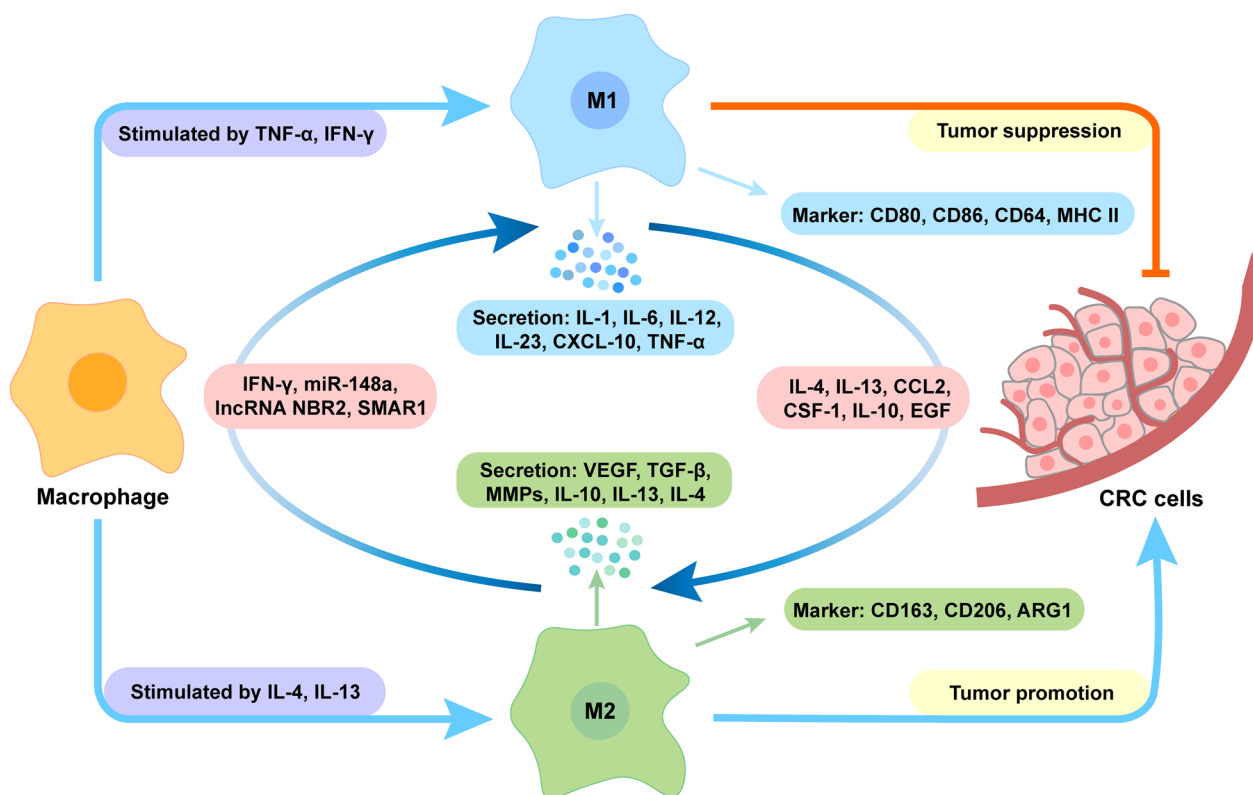 M1
Stimulated by TNF-α, IFN-γ
Tumor suppression
Marker: CD80, CD86, CD64, MHC II
Secretion: IL-1, IL-6, IL-12,
IL-23, CXCL-10, TNF-α
IFN-γ, miR-148a,
lncRNA NBR2, SMAR1
IL-4, IL-13, CCL2,
CSF-1, IL-10, EGF
Secretion: VEGF, TGF-β,
MMPs, IL-10, IL-13, IL-4
Macrophage
CRC cells
Marker: CD163, CD206, ARG1
Stimulated by IL-4, IL-13
M2
Tumor promotion